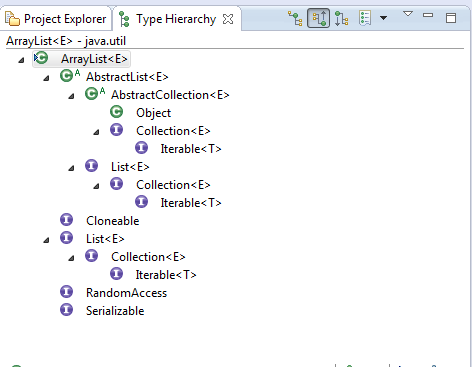 Project Explorer Type Hierarchy
ArrayList<E> - java.util
ArrayList<E>
AbstractList<E>
AbstractCollection<E>
Object
Collection<E>
Iterable<T>
List<E>
Collection<E>
Iterable<T>
Cloneable
List<E>
Collection<E>
Iterable<T>
RandomAccess
Serializable